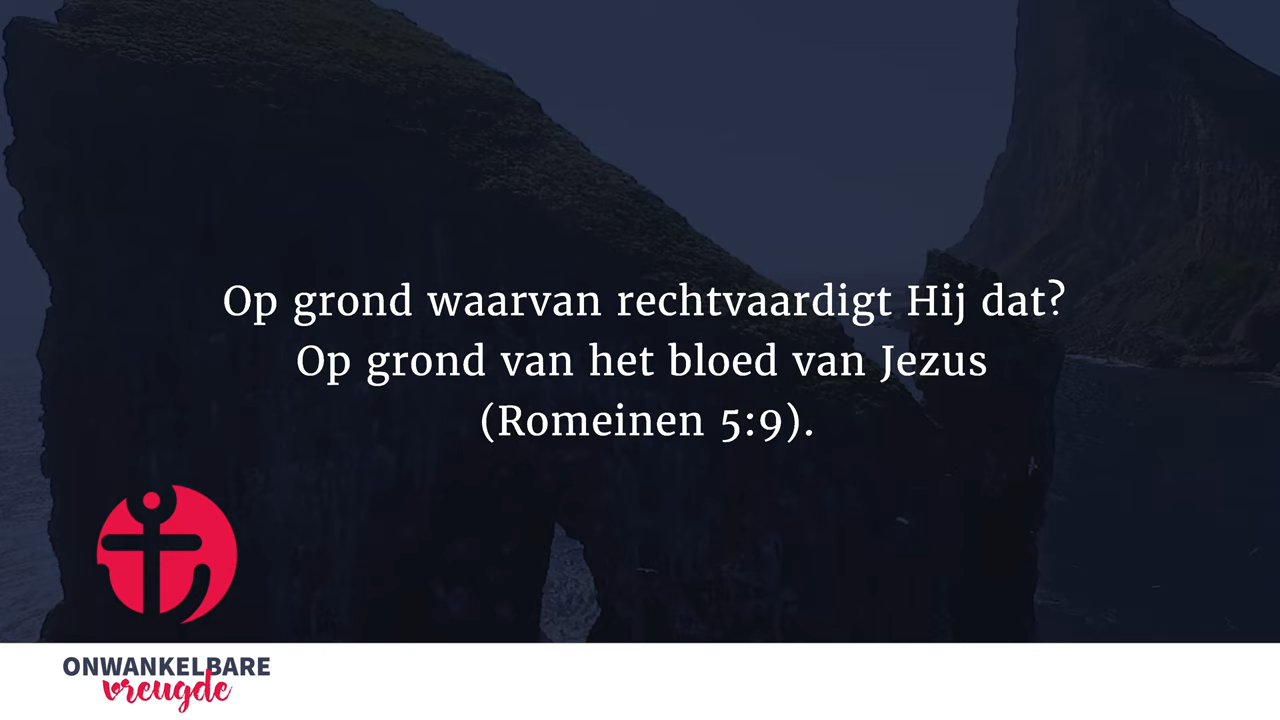 Op grond waarvan rechtvaardigt Hij dat?
Op grond van het bloed van Jezus
(Romeinen 5:9).
ONWANKELBARE
vreugde